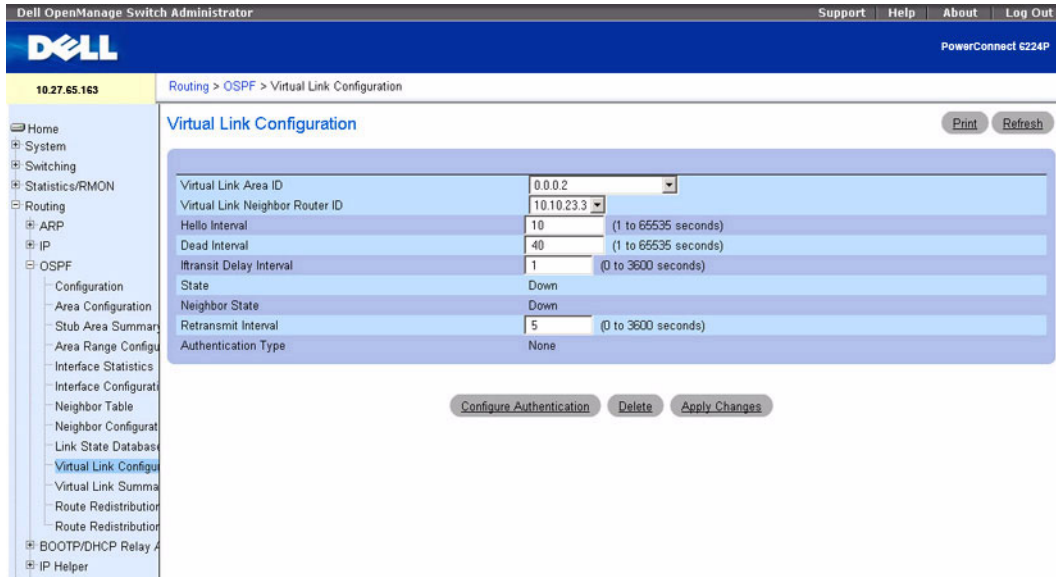 Dell OpenManage Switch Administrator
Support Help About Log Out
DELL
PowerConnect 6224P
10.27.65.163
Routing > OSPF > Virtual Link Configuration
Home
System
Switching
Statistics/RMON
Routing
ARP
IP
OSPF
Configuration
Area Configuration
Stub Area Summar
Area Range Configu
Interface Statistics
Interface Configurati
Neighbor Table
Neighbor Configurat
Link State Databas
Virtual Link Configu
Virtual Link Summa
Route Redistribution
Route Redistribution
BOOTP/DHCP Relay A
IP Helper
Virtual Link Configuration
Print Refresh
Virtual Link Area ID 0.0.0.2
Virtual Link Neighbor Router ID 10.10.23.3
Hello Interval 10 (1 to 65535 seconds)
Dead Interval 40 (1 to 65535 seconds)
Iftransit Delay Interval 1 (0 to 3600 seconds)
State Down
Neighbor State Down
Retransmit Interval 5 (0 to 3600 seconds)
Authentication Type None
Configure Authentication Delete Apply Changes